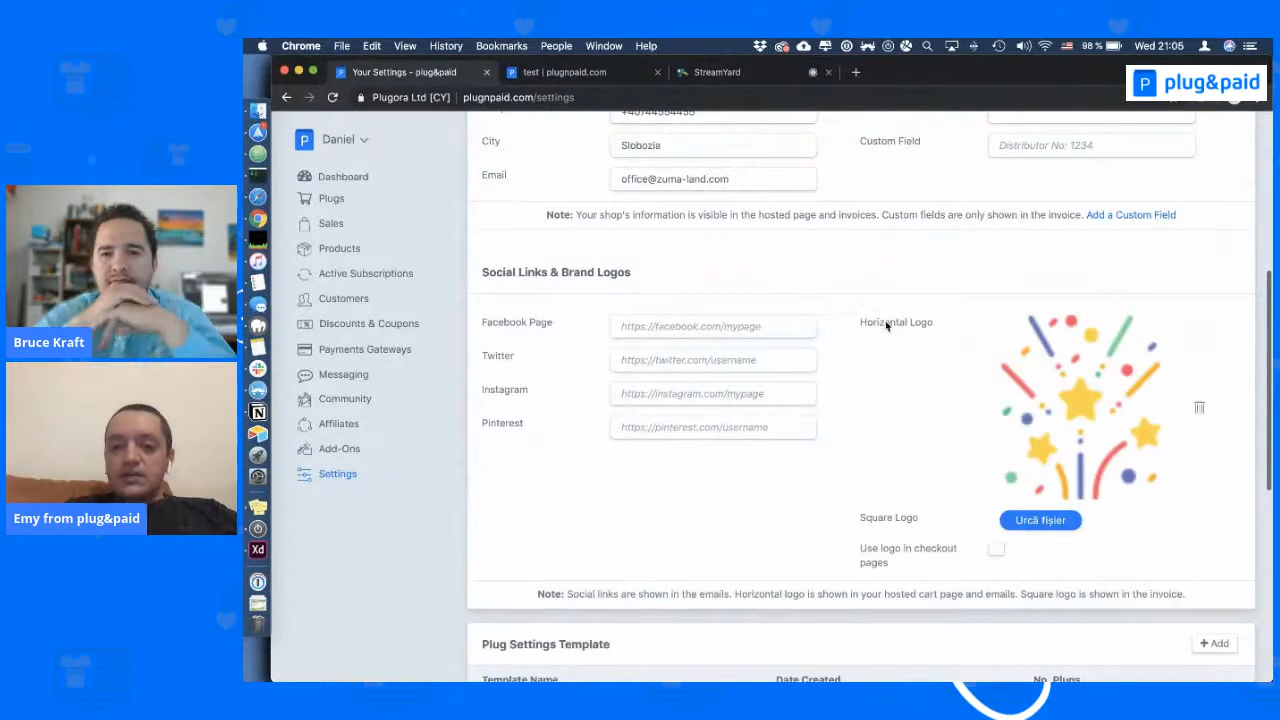 Chrome File Edit View History Bookmarks People Window Help 98 % Wed 21:05
Your Settings – plug&paid
test | plugnpaid.com
StreamYard
plug&paid
Plugora Ltd [CY] plugnpaid.com/settings
Daniel
Dashboard
Plugs
Sales
Products
Active Subscriptions
Customers
Discounts & Coupons
Payments Gateways
Messaging
Community
Affiliates
Add-Ons
Settings
City Slobozia
Custom Field Distributor No: 1234
Email office@zuma-land.com
Note: Your shop's information is visible in the hosted page and invoices. Custom fields are only shown in the invoice. Add a Custom Field
Social Links & Brand Logos
Facebook Page https://facebook.com/mypage
Twitter https://twitter.com/username
Instagram https://instagram.com/mypage
Pinterest https://pinterest.com/username
Horizontal Logo
Square Logo Urcă fișier
Use logo in checkout
pages
Note: Social links are shown in the emails. Horizontal logo is shown in your hosted cart page and emails. Square logo is shown in the invoice.
Plug Settings Template
+ Add
Template Name Date Created No. Plugs
Bruce Kraft
Emy from plug&paid
Xd